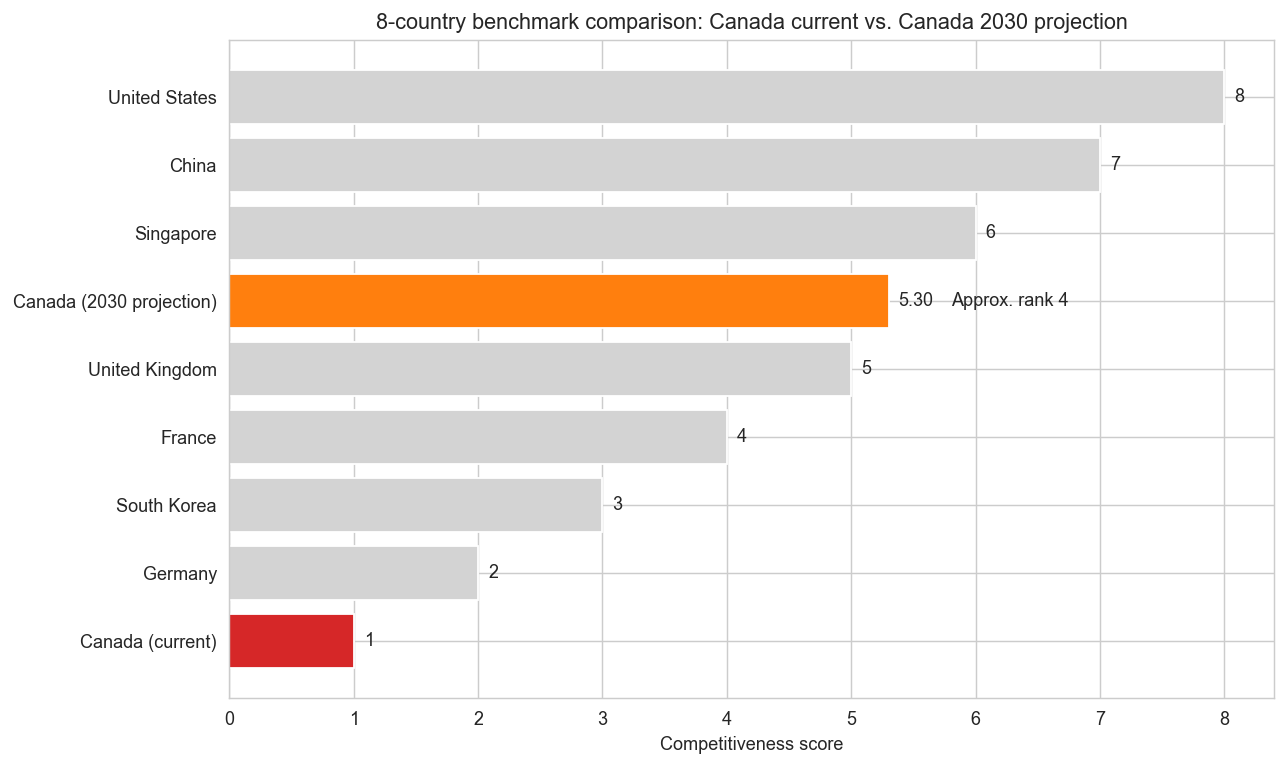 8-country benchmark comparison: Canada current vs. Canada 2030 projection
United States 8
China 7
Singapore 6
Canada (2030 projection) 5.30 Approx. rank 4
United Kingdom 5
France 4
South Korea 3
Germany 2
Canada (current) 1
0 1 2 3 4 5 6 7 8
Competitiveness score